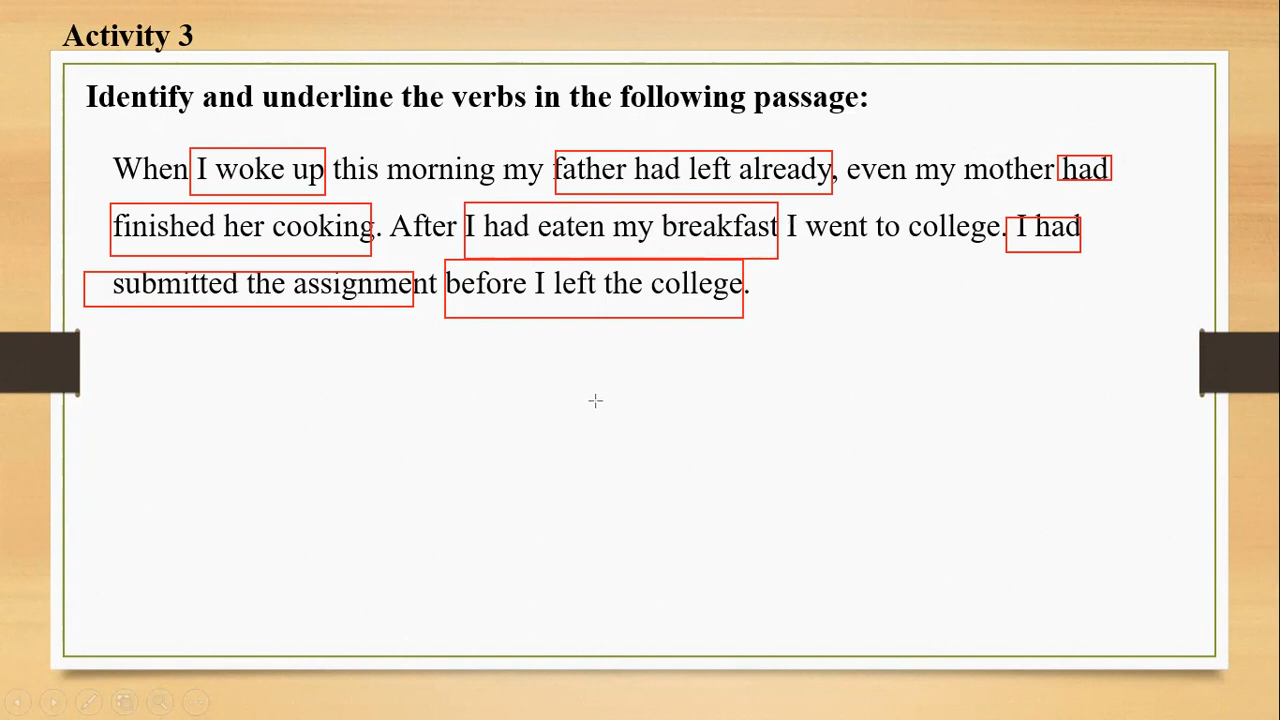 Activity 3
Identify and underline the verbs in the following passage:
When I woke up this morning my father had left already, even my mother had
finished her cooking. After I had eaten my breakfast I went to college. I had
submitted the assignment before I left the college.